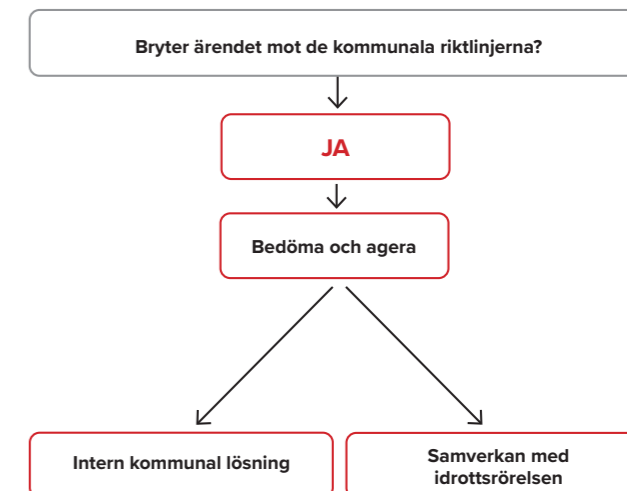 Bryter ärendet mot de kommunala riktlinjerna?
JA
Bedöma och agera
Intern kommunal lösning
Samverkan med
idrottsrörelsen